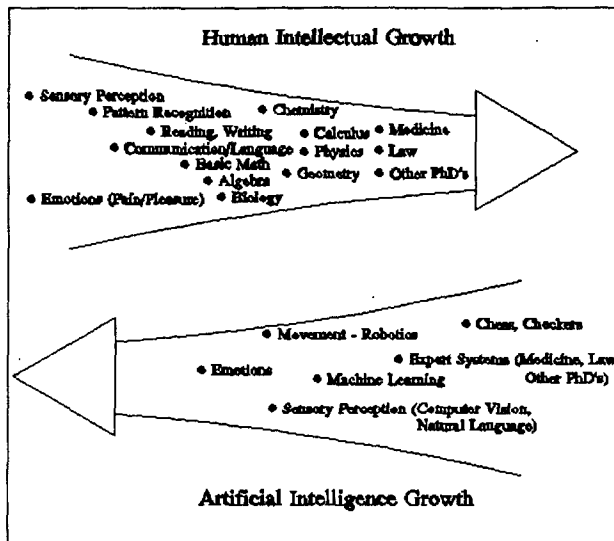 Human Intellectual Growth
• Sensory Perception
• Pattern Recognition
• Chemistry
• Reading, Writing
• Calculus
• Medicine
• Communication/Language
• Physics
• Law
• Basic Math
• Algebra
• Geometry
• Other PhD's
• Emotions (Pain/Pleasure)
• Biology
• Movement - Robotics
• Chess, Checkers
• Emotions
• Expert Systems (Medicine, Law
Other PhD's)
• Machine Learning
• Sensory Perception (Computer Vision,
Natural Language)
Artificial Intelligence Growth